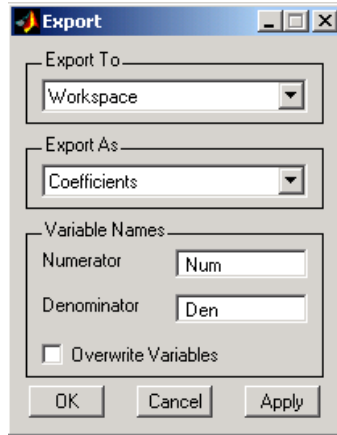 Export
Export To
Workspace
Export As
Coefficients
Variable Names
Numerator Num
Denominator Den
Overwrite Variables
OK Cancel Apply